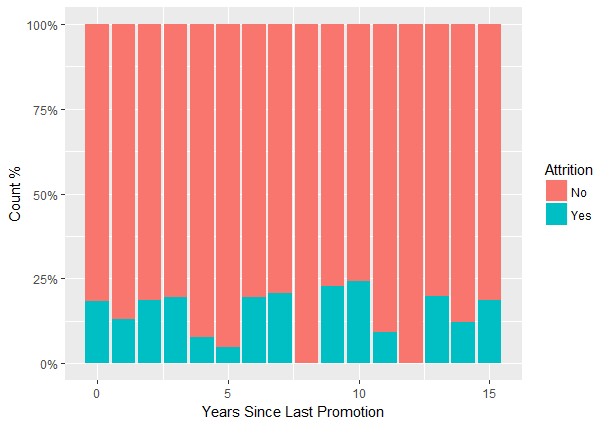 100%
75%
50%
25%
0%
Count %
0
5
10
15
Years Since Last Promotion
Attrition
No
Yes